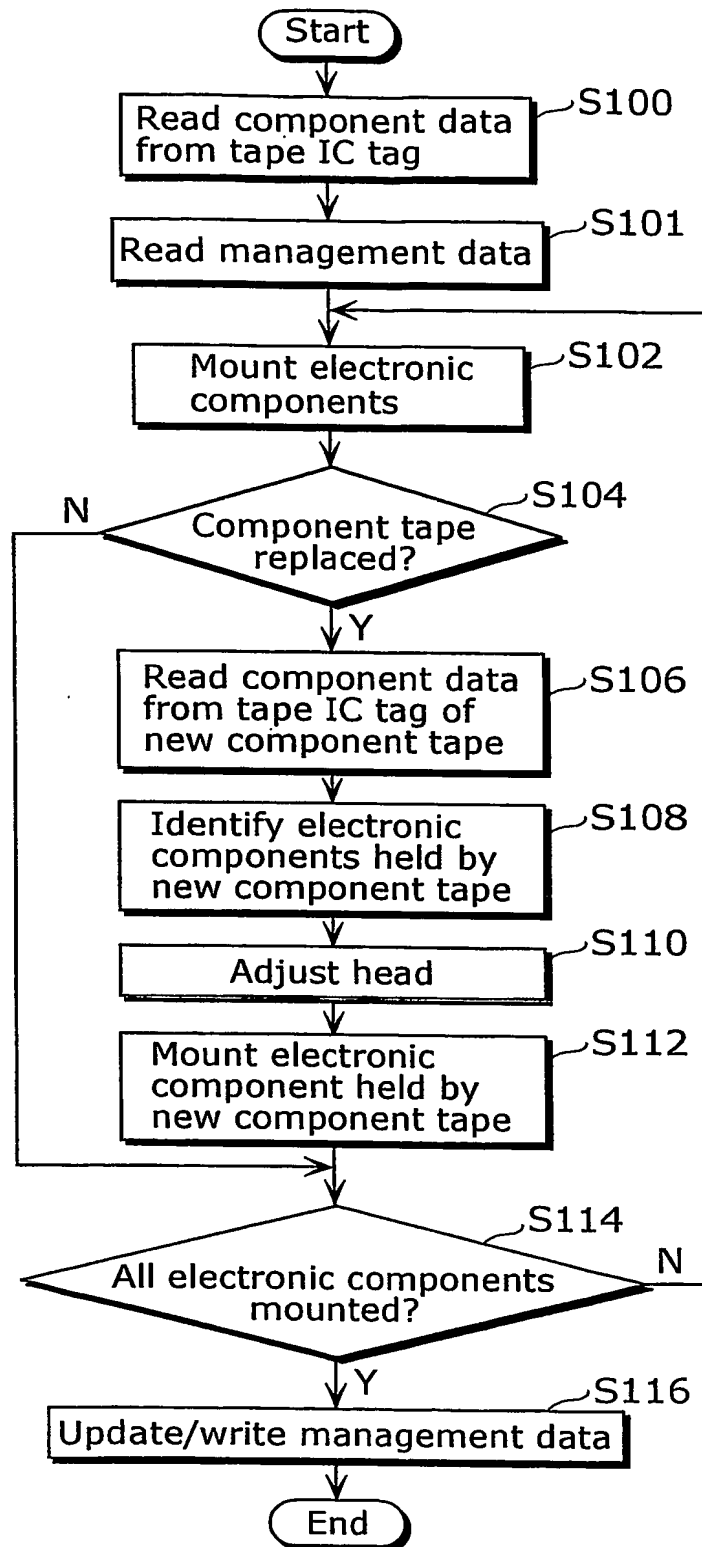 Start
S100
Read component data
from tape IC tag
S101
Read management data
S102
Mount electronic
components
S104
N
Component tape
replaced?
Y
S106
Read component data
from tape IC tag of
new component tape
S108
Identify electronic
components held by
new component tape
S110
Adjust head
S112
Mount electronic
component held by
new component tape
S114
All electronic components
mounted?
N
Y
S116
Update/write management data
End